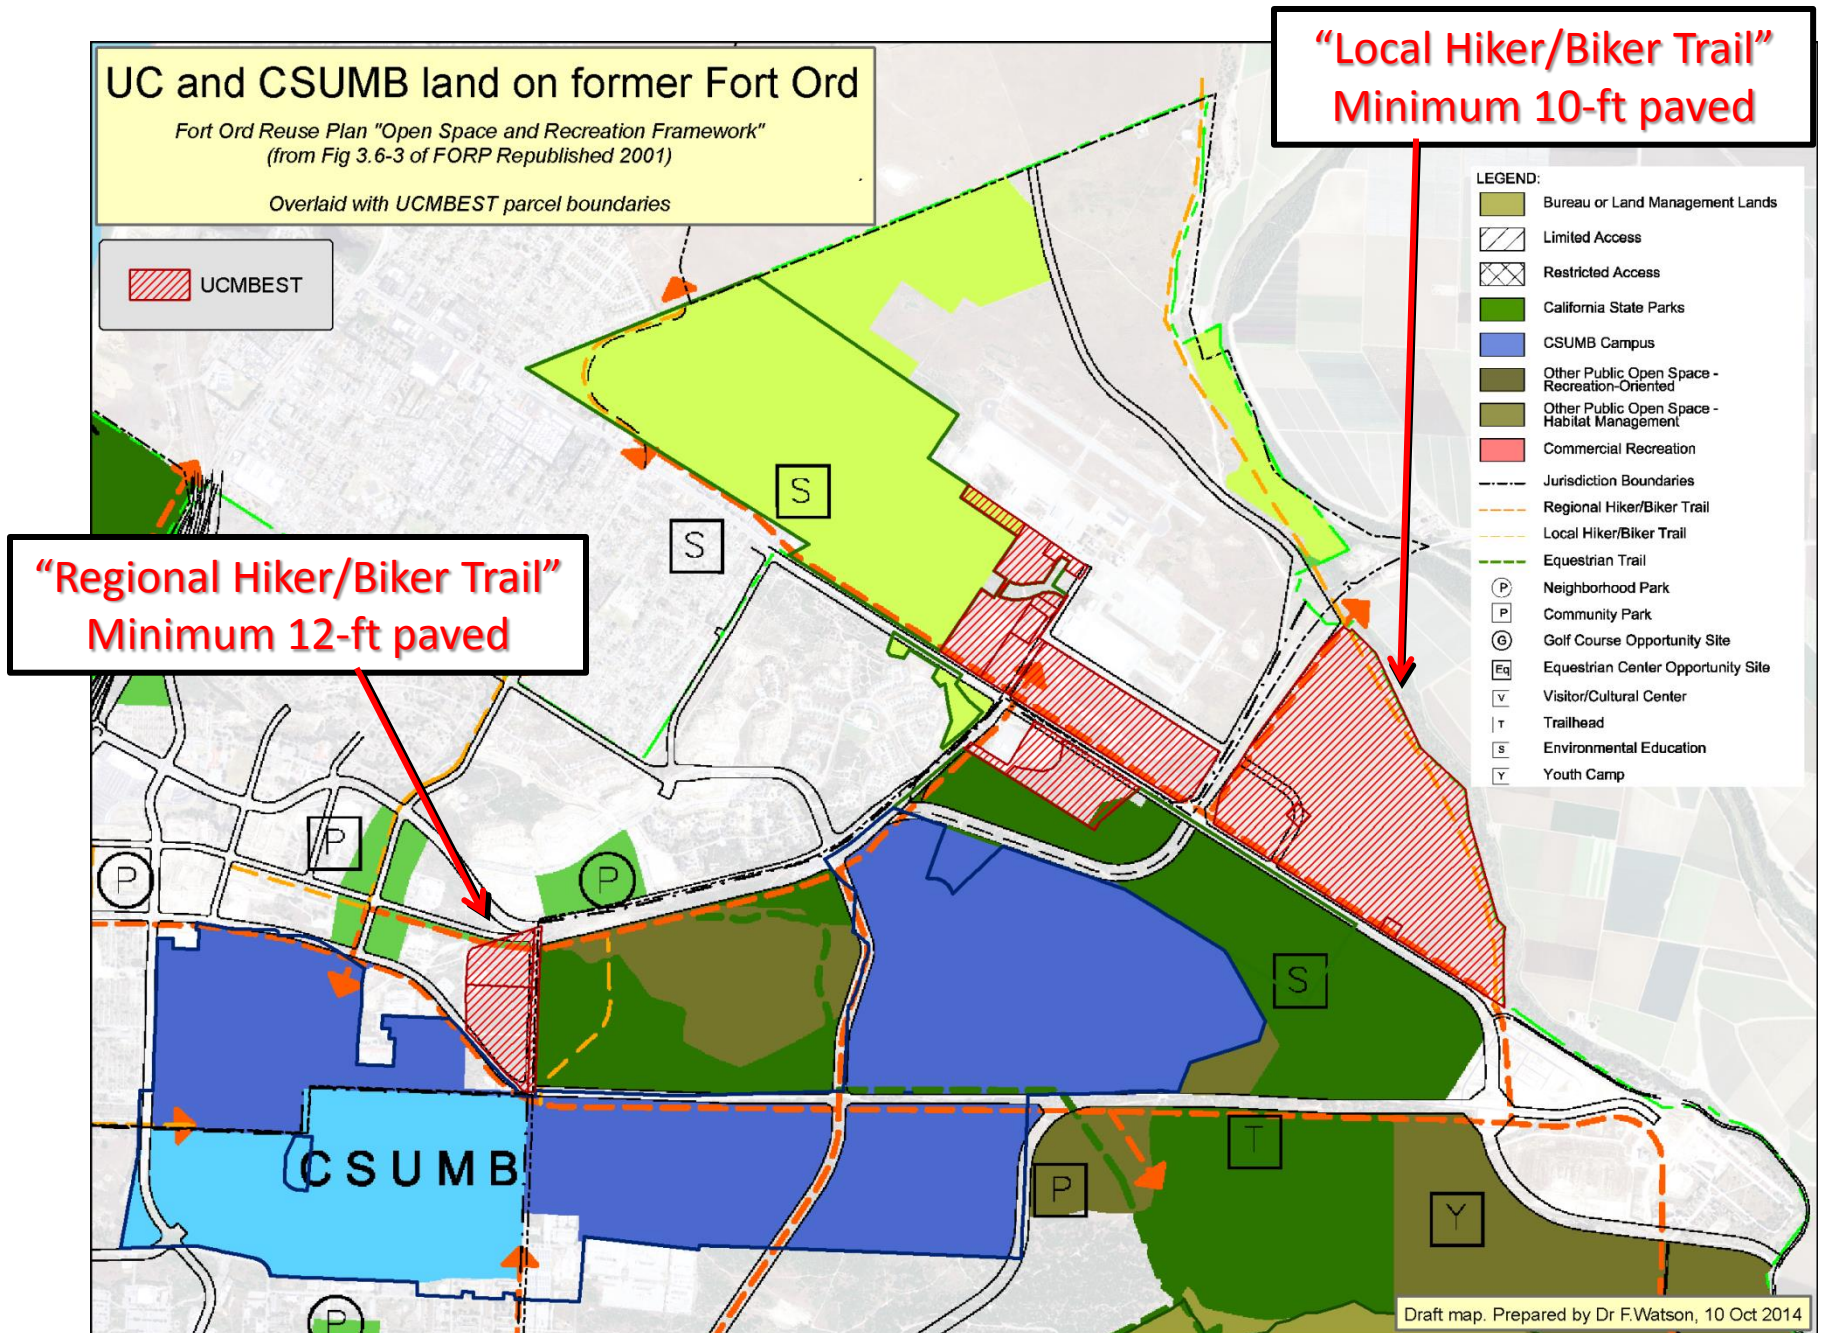 UC and CSUMB land on former Fort Ord
Fort Ord Reuse Plan "Open Space and Recreation Framework"
(from Fig 3.6-3 of FORP Republished 2001)
Overlaid with UCMBEST parcel boundaries
UCMBEST
“Local Hiker/Biker Trail”
Minimum 10-ft paved
LEGEND:
Bureau or Land Management Lands
Limited Access
Restricted Access
California State Parks
CSUMB Campus
Other Public Open Space -
Recreation-Oriented
Other Public Open Space -
Habitat Management
Commercial Recreation
Jurisdiction Boundaries
Regional Hiker/Biker Trail
Local Hiker/Biker Trail
Equestrian Trail
P Neighborhood Park
P Community Park
G Golf Course Opportunity Site
Eq Equestrian Center Opportunity Site
V Visitor/Cultural Center
T Trailhead
S Environmental Education
Y Youth Camp
“Regional Hiker/Biker Trail”
Minimum 12-ft paved
S
S
P
P
P
S
T
P
Y
CSUMB
P
Draft map. Prepared by Dr F.Watson, 10 Oct 2014